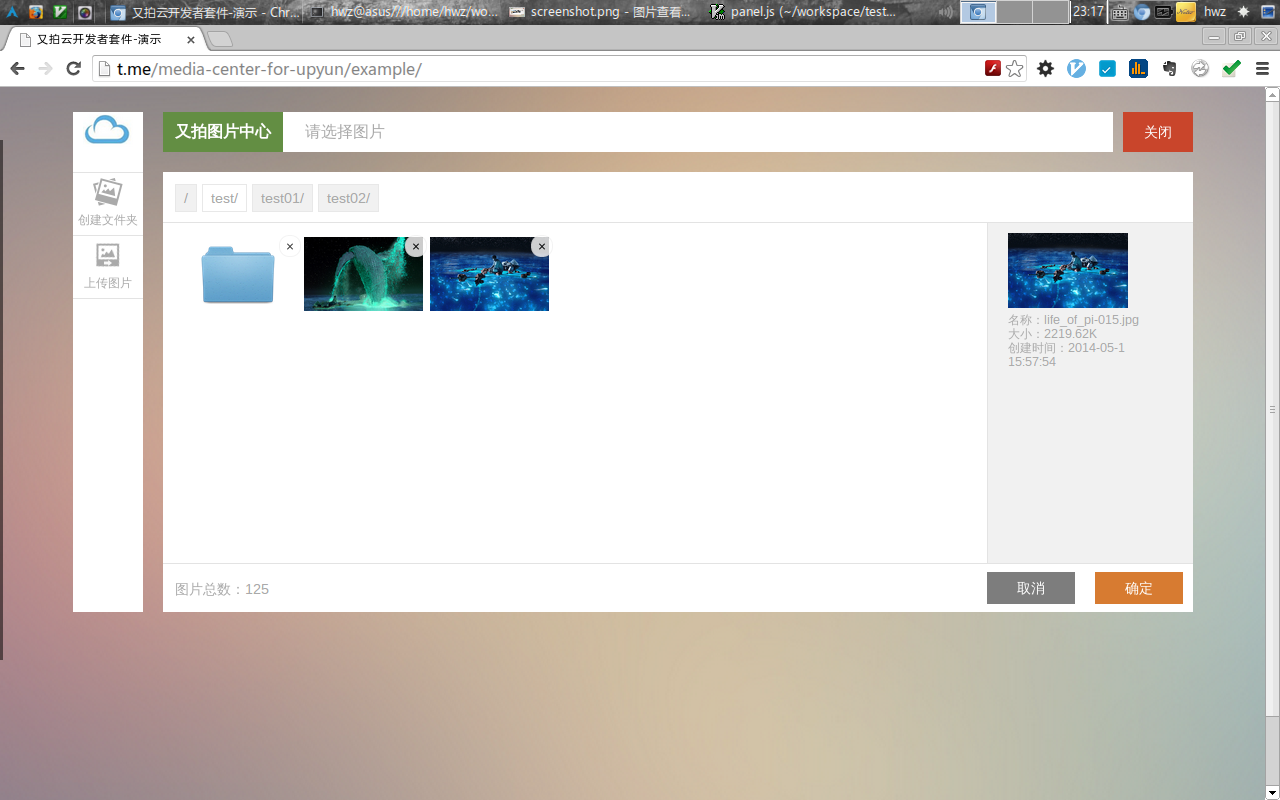 又拍云开发者套件-演示 - Chr...
hwz@asus///home/hwz/wo...
screenshot.png - 图片查看...
panel.js (~/workspace/test...
23:17
hwz
又拍云开发者套件-演示
t.me/media-center-for-upyun/example/
又拍图片中心
请选择图片
关闭
创建文件夹
上传图片
/
test/
test01/
test02/
名称：life_of_pi-015.jpg
大小：2219.62K
创建时间：2014-05-1
15:57:54
图片总数：125
取消
确定